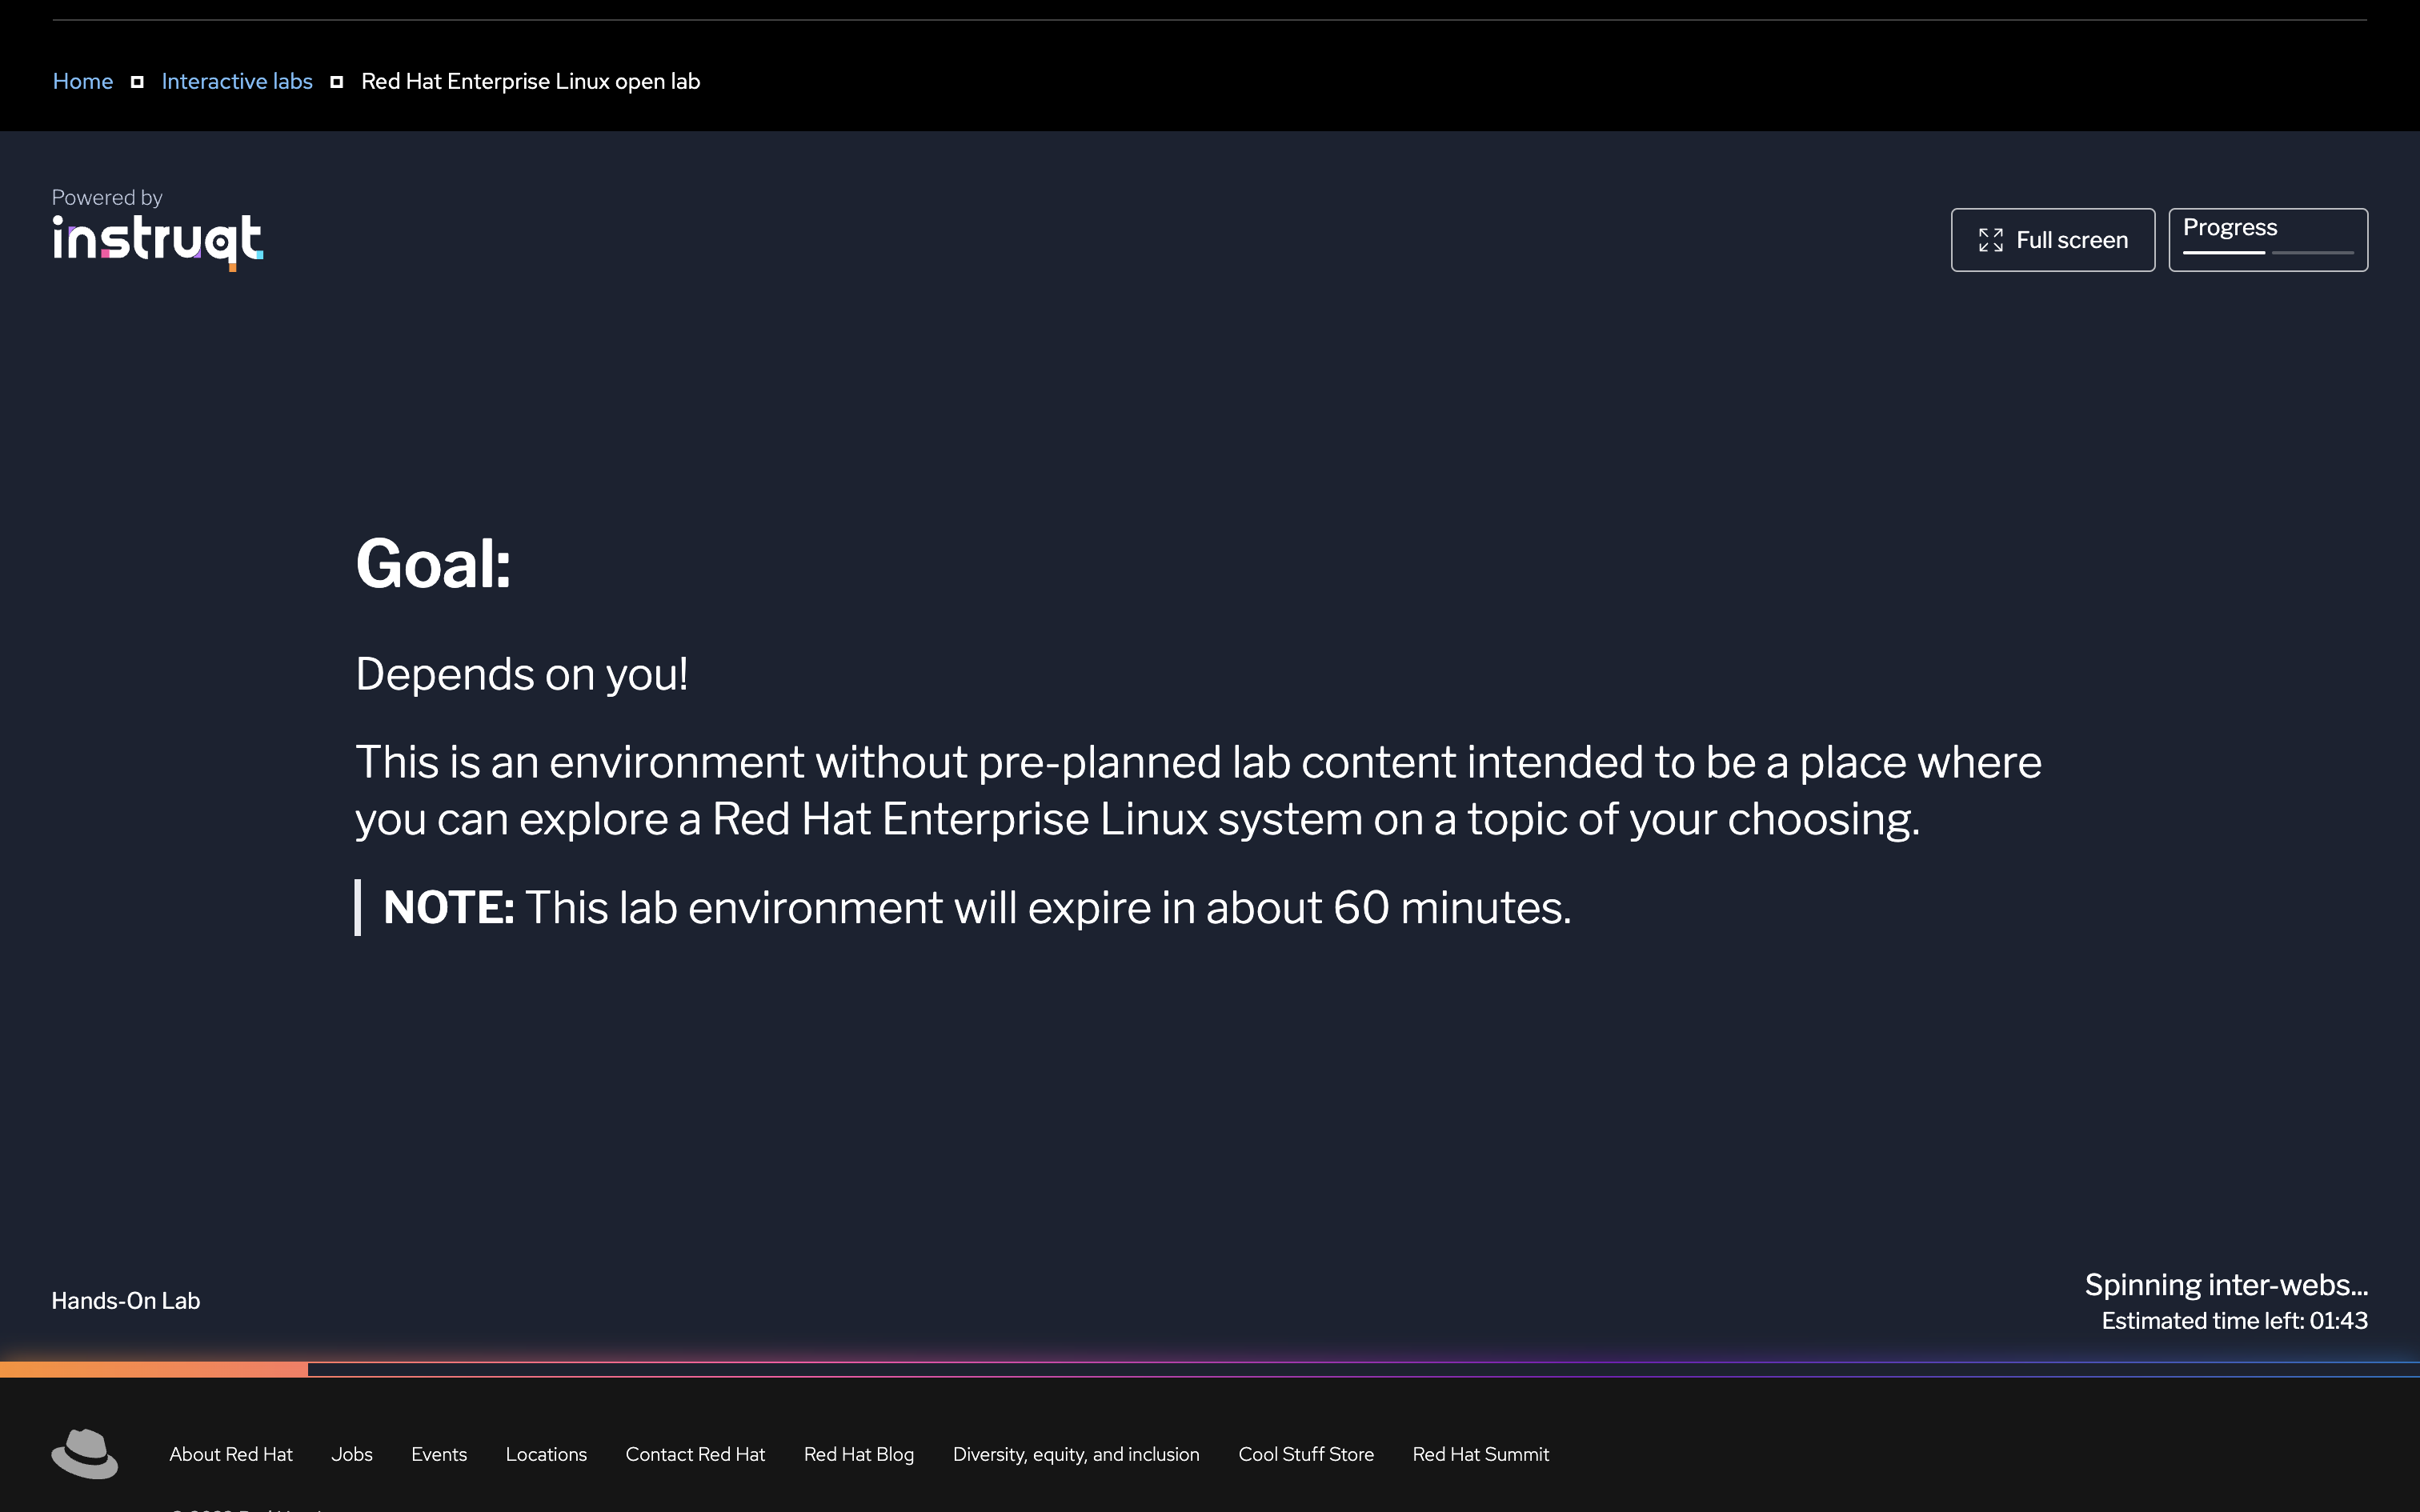 Home Interactive labs Red Hat Enterprise Linux open lab
Powered by
instruqt
Full screen
Progress
Goal:
Depends on you!
This is an environment without pre-planned lab content intended to be a place where
you can explore a Red Hat Enterprise Linux system on a topic of your choosing.
NOTE: This lab environment will expire in about 60 minutes.
Hands-On Lab
Spinning inter-webs...
Estimated time left: 01:43
About Red Hat Jobs Events Locations Contact Red Hat Red Hat Blog Diversity, equity, and inclusion Cool Stuff Store Red Hat Summit